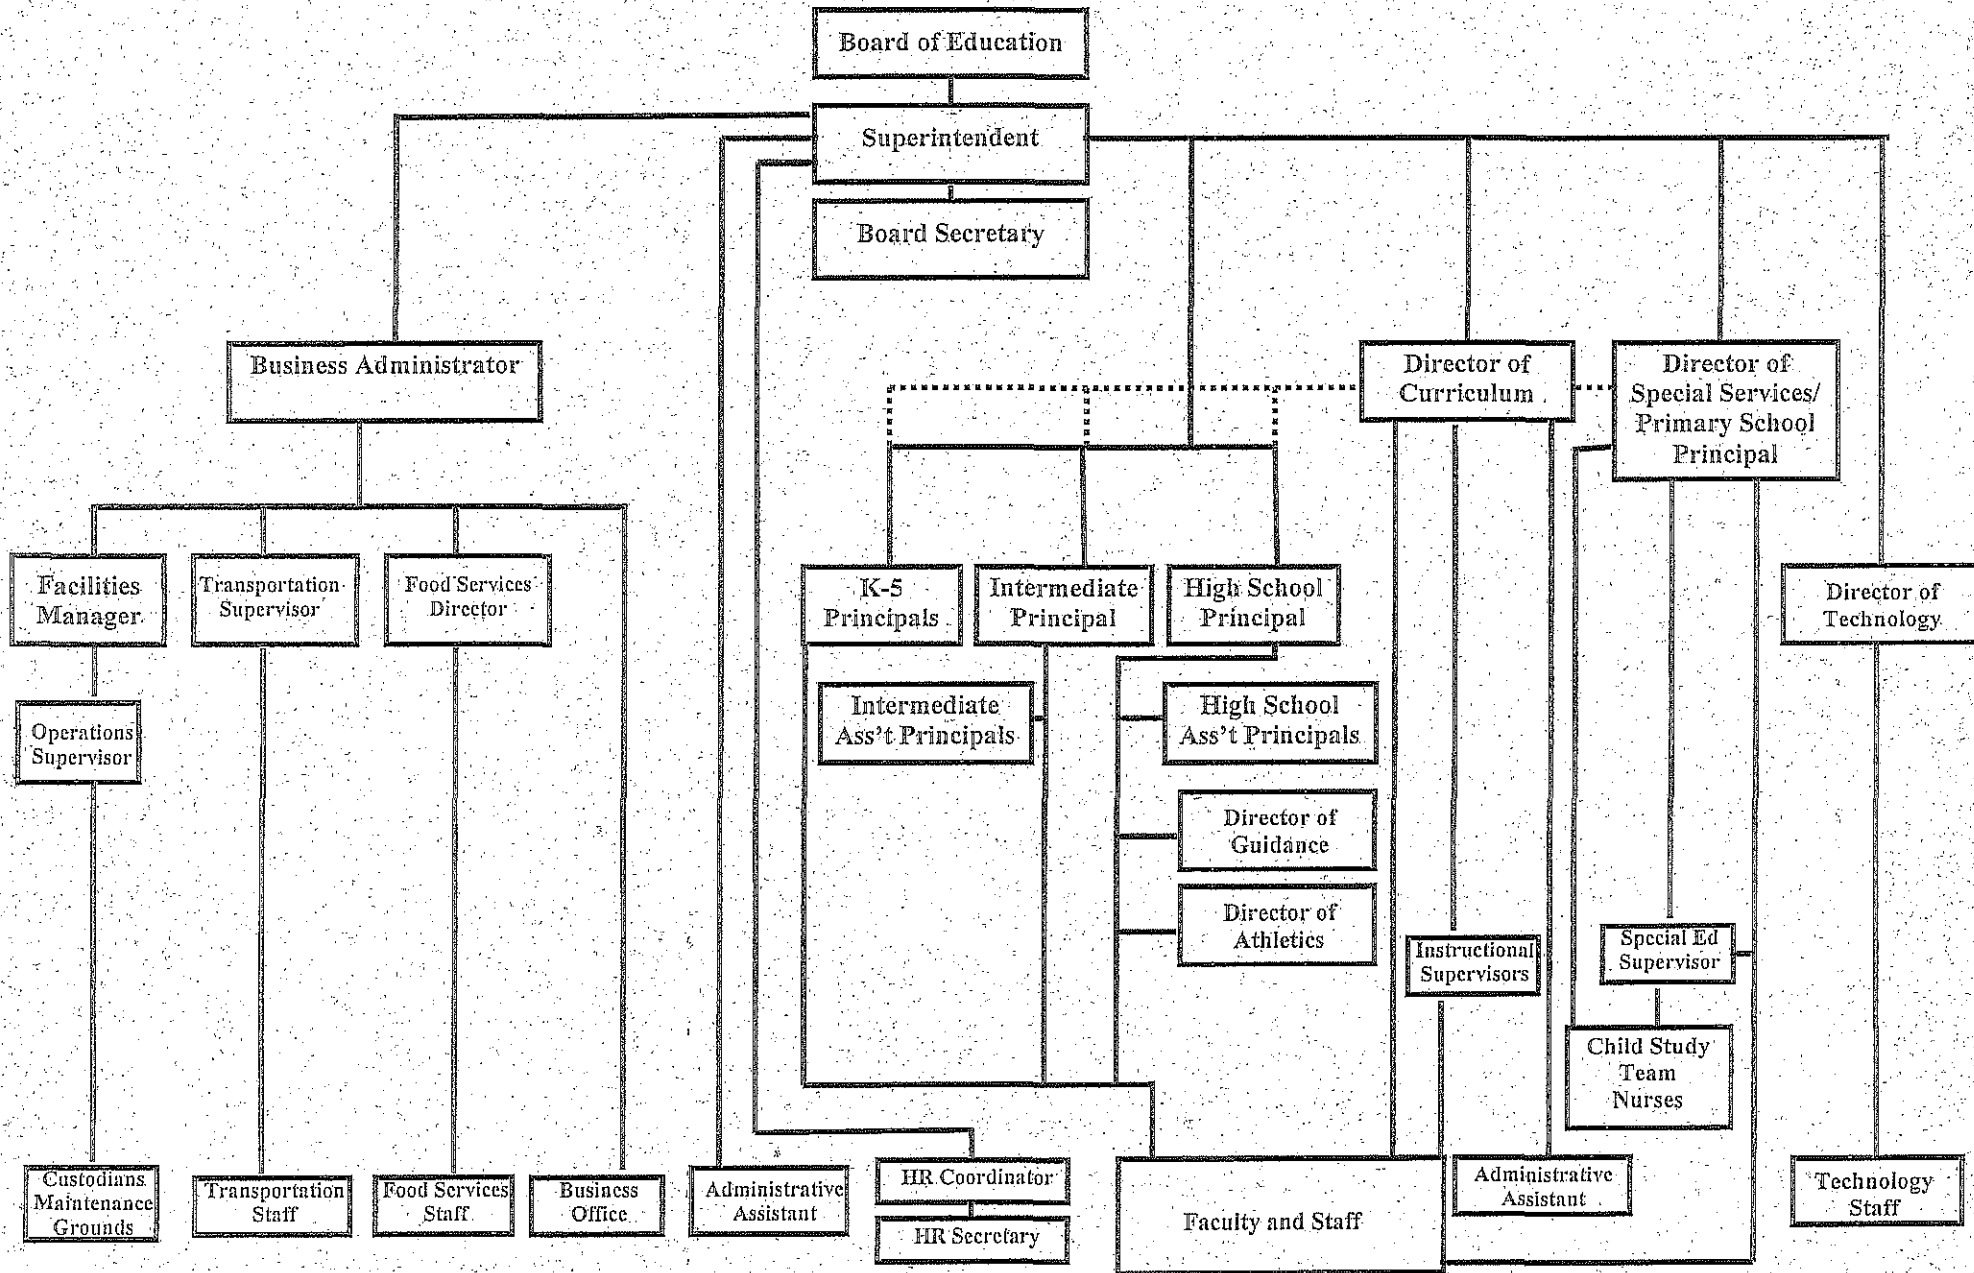 Board of Education
Superintendent
Board Secretary
Business Administrator
Director of
Curriculum
Director of
Special Services/
Primary School
Principal
Facilities
Manager
Transportation
Supervisor
Food Services
Director
K-5
Principals
Intermediate
Principal
High School
Principal
Director of
Technology
Operations
Supervisor
Intermediate
Ass't Principals
High School
Ass't Principals
Director of
Guidance
Director of
Athletics
Instructional
Supervisors
Special Ed
Supervisor
Child Study
Team
Nurses
Custodians
Maintenance
Grounds
Transportation
Staff
Food Services
Staff
Business
Office
Administrative
Assistant
HR Coordinator
HR Secretary
Faculty and Staff
Administrative
Assistant
Technology
Staff